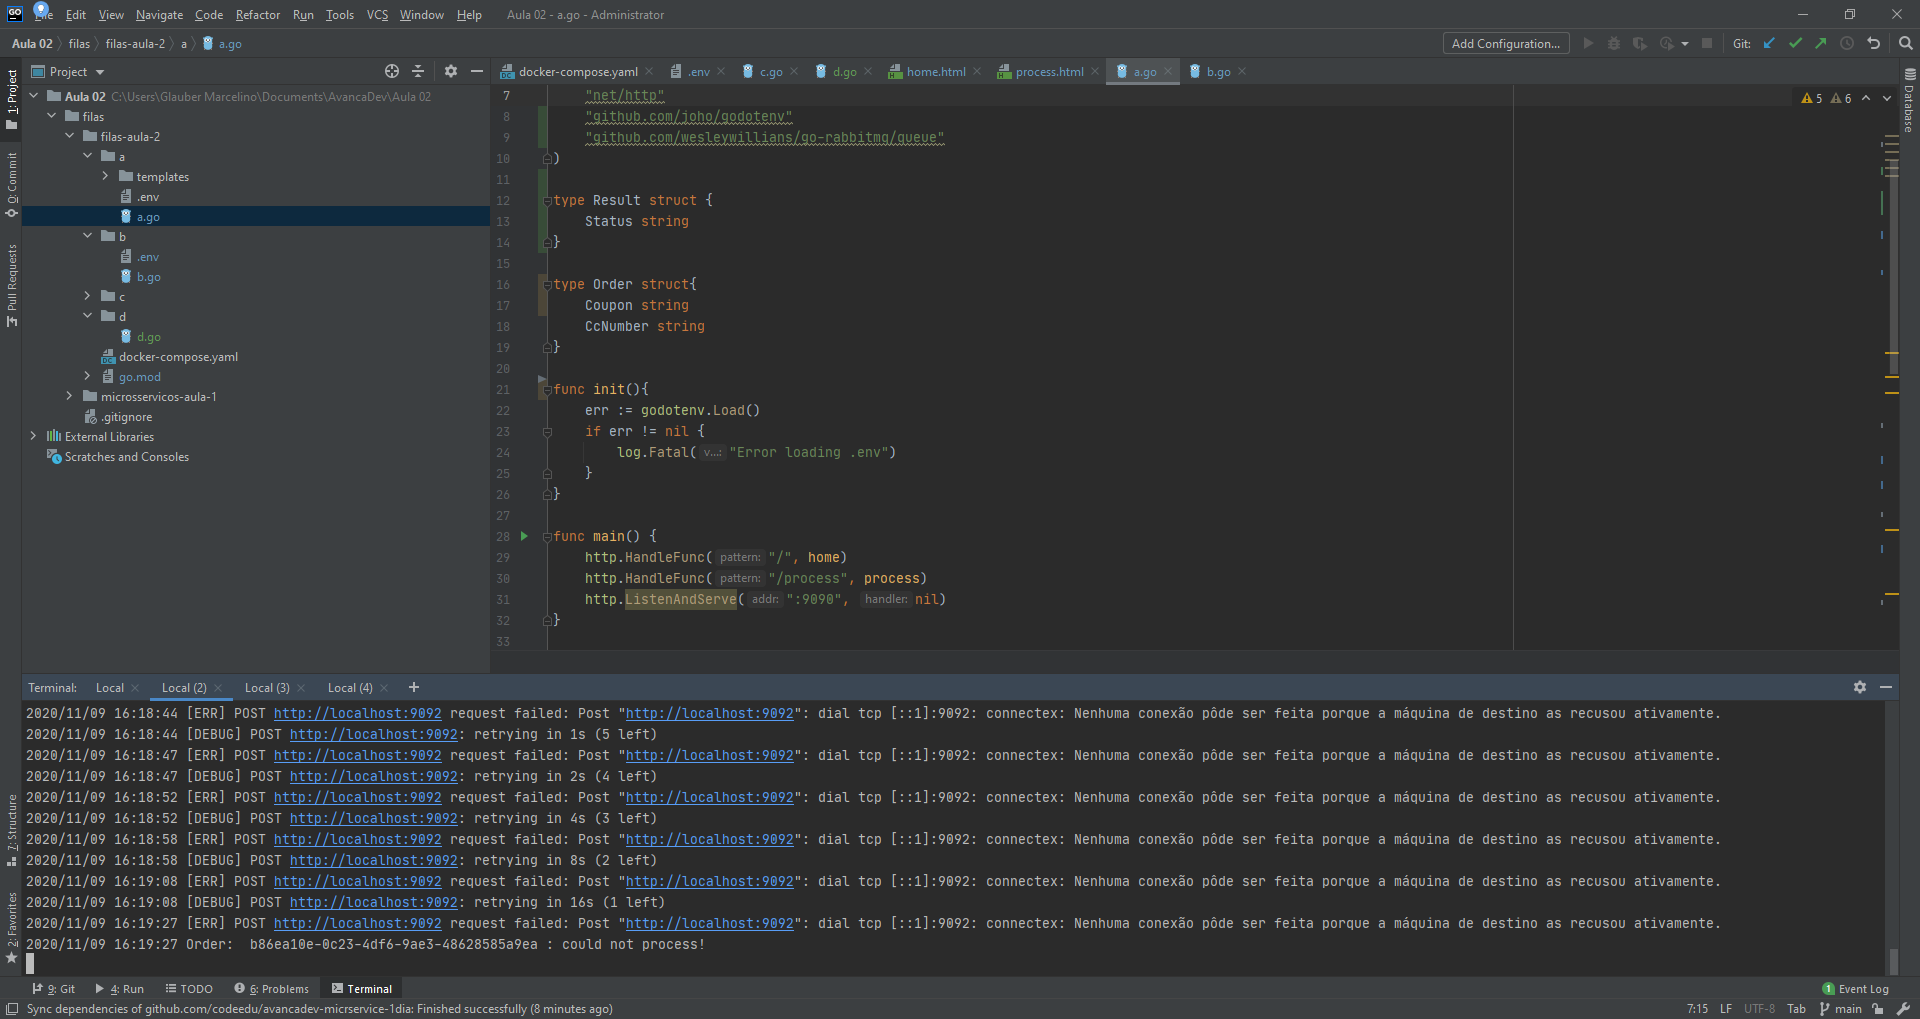 GO File Edit View Navigate Code Refactor Run Tools VCS Window Help Aula 02 - a.go - Administrator
Aula 02 filas filas-aula-2 a a.go Add Configuration... Git:
Project docker-compose.yaml .env c.go d.go home.html process.html a.go b.go
1: Project
0: Commit
Pull Requests
7: Structure
2: Favorites
Database
Aula 02 C:\Users\Glauber Marcelino\Documents\AvancaDev\Aula 02
filas
filas-aula-2
a
templates
.env
a.go
b
.env
b.go
c
d
d.go
docker-compose.yaml
go.mod
microsservicos-aula-1
.gitignore
External Libraries
Scratches and Consoles
5 6
7 "net/http"
8 "github.com/joho/godotenv"
9 "github.com/wesleywillians/go-rabbitmq/queue"
10 )
11
12 type Result struct {
13 Status string
14 }
15
16 type Order struct{
17 Coupon string
18 CcNumber string
19 }
20
21 func init(){
22 err := godotenv.Load()
23 if err != nil {
24 log.Fatal( v...: "Error loading .env")
25 }
26 }
27
28 func main() {
29 http.HandleFunc( pattern: "/", home)
30 http.HandleFunc( pattern: "/process", process)
31 http.ListenAndServe( addr: ":9090", handler: nil)
32 }
33
Terminal: Local Local (2) Local (3) Local (4) +
2020/11/09 16:18:44 [ERR] POST http://localhost:9092 request failed: Post "http://localhost:9092": dial tcp [::1]:9092: connectex: Nenhuma conexão pôde ser feita porque a máquina de destino as recusou ativamente.
2020/11/09 16:18:44 [DEBUG] POST http://localhost:9092: retrying in 1s (5 left)
2020/11/09 16:18:47 [ERR] POST http://localhost:9092 request failed: Post "http://localhost:9092": dial tcp [::1]:9092: connectex: Nenhuma conexão pôde ser feita porque a máquina de destino as recusou ativamente.
2020/11/09 16:18:47 [DEBUG] POST http://localhost:9092: retrying in 2s (4 left)
2020/11/09 16:18:52 [ERR] POST http://localhost:9092 request failed: Post "http://localhost:9092": dial tcp [::1]:9092: connectex: Nenhuma conexão pôde ser feita porque a máquina de destino as recusou ativamente.
2020/11/09 16:18:52 [DEBUG] POST http://localhost:9092: retrying in 4s (3 left)
2020/11/09 16:18:58 [ERR] POST http://localhost:9092 request failed: Post "http://localhost:9092": dial tcp [::1]:9092: connectex: Nenhuma conexão pôde ser feita porque a máquina de destino as recusou ativamente.
2020/11/09 16:18:58 [DEBUG] POST http://localhost:9092: retrying in 8s (2 left)
2020/11/09 16:19:08 [ERR] POST http://localhost:9092 request failed: Post "http://localhost:9092": dial tcp [::1]:9092: connectex: Nenhuma conexão pôde ser feita porque a máquina de destino as recusou ativamente.
2020/11/09 16:19:08 [DEBUG] POST http://localhost:9092: retrying in 16s (1 left)
2020/11/09 16:19:27 [ERR] POST http://localhost:9092 request failed: Post "http://localhost:9092": dial tcp [::1]:9092: connectex: Nenhuma conexão pôde ser feita porque a máquina de destino as recusou ativamente.
2020/11/09 16:19:27 Order: b86ea10e-0c23-4df6-9ae3-48628585a9ea : could not process!
9: Git 4: Run TODO 6: Problems Terminal 1 Event Log
Sync dependencies of github.com/codeedu/avancadev-micrservice-1dia: Finished successfully (8 minutes ago) 7:15 LF UTF-8 Tab main